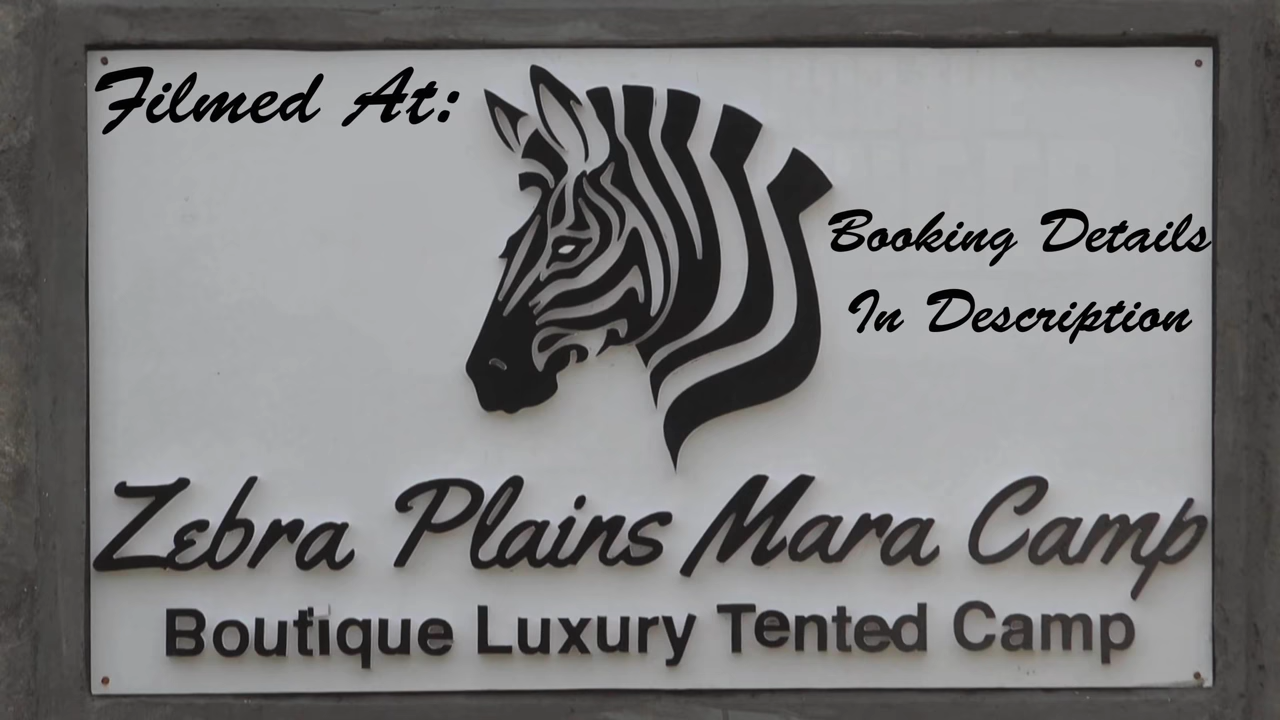 Filmed At:
Booking Details
In Description
Zebra Plains Mara Camp
Boutique Luxury Tented Camp